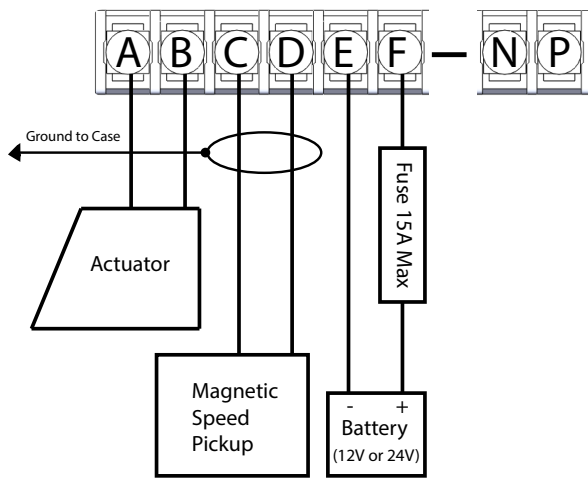 A B C D E F — N P
Ground to Case
Fuse 15A Max
Actuator
Magnetic
Speed
Pickup
- +
Battery
(12V or 24V)